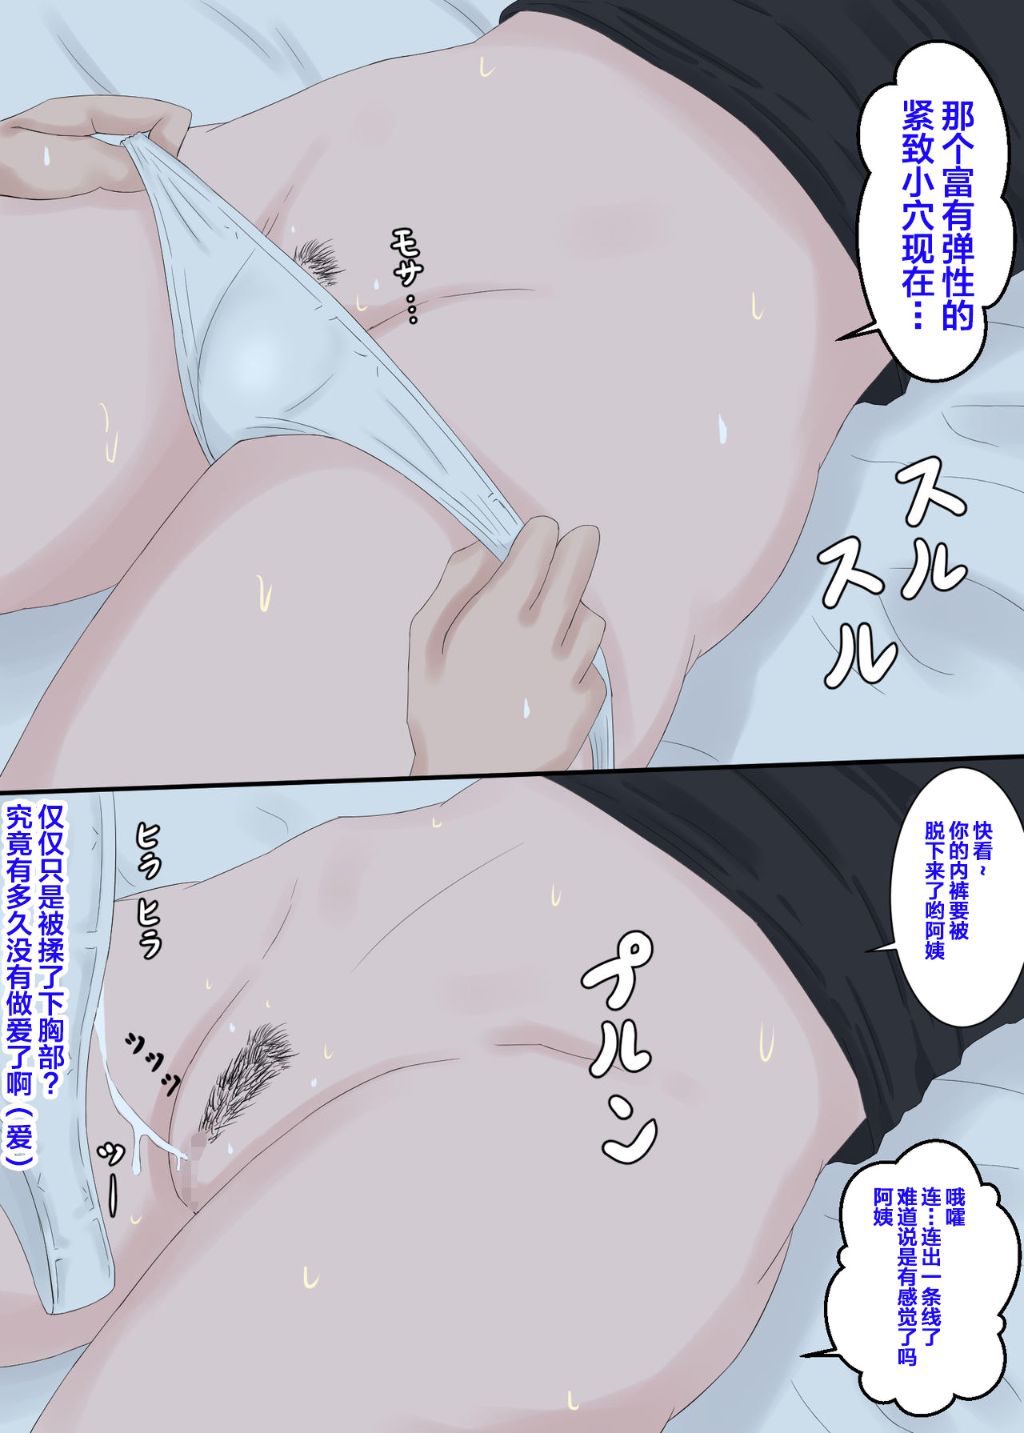 那个富有弹性的
紧致小穴现在…
モサ…
スルスル
快看~
你的内裤要被
脱下来了哟阿姨
ヒラヒラ
プルン
ツツツ
ツー
仅仅只是被揉了下胸部？
究竟有多久没有做爱了啊（爱）
哦嚯
连…连出一条线了
难道说是有感觉了吗
阿姨